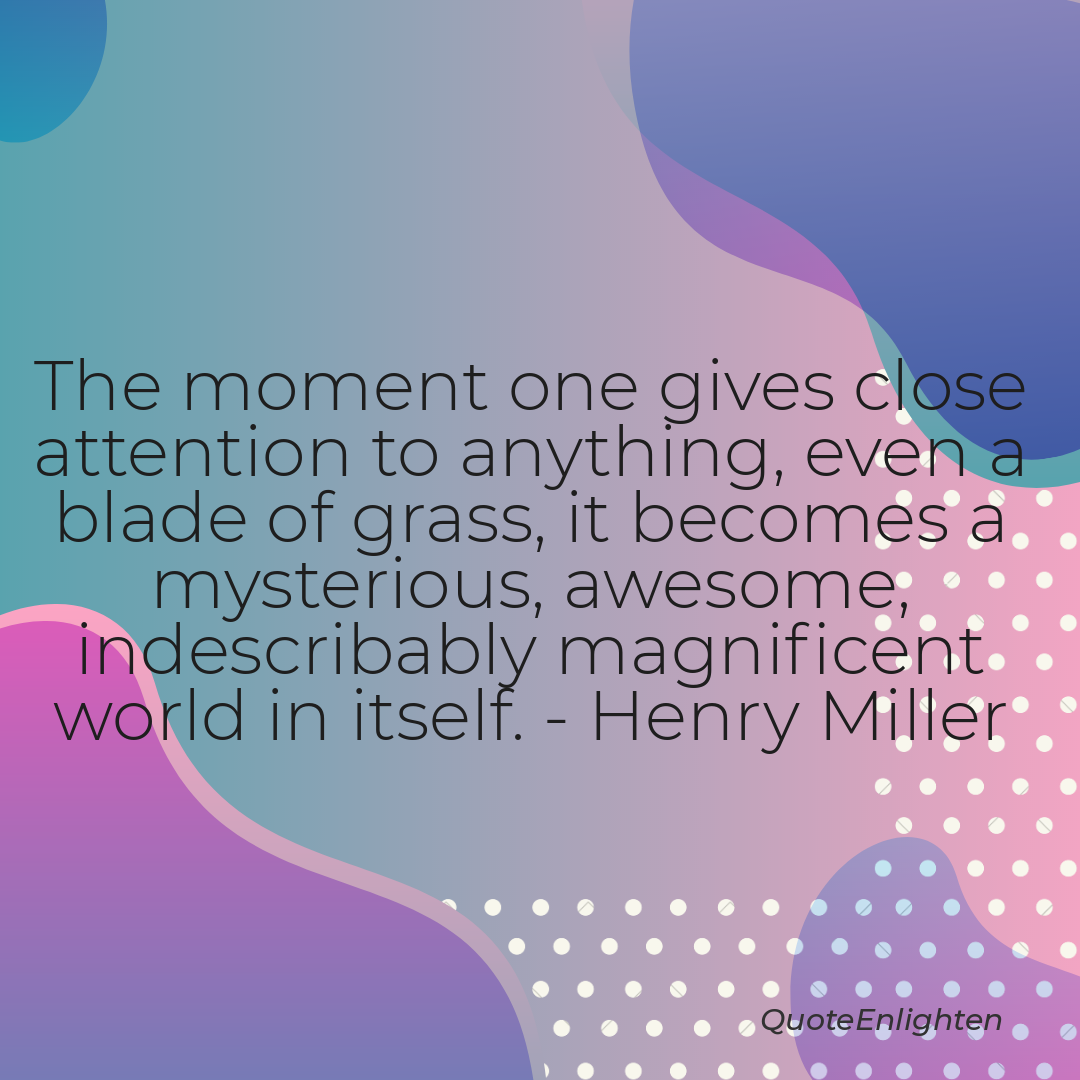 The moment one gives close
attention to anything, even a
blade of grass, it becomes a
mysterious, awesome,
indescribably magnificent
world in itself. - Henry Miller
QuoteEnlighten